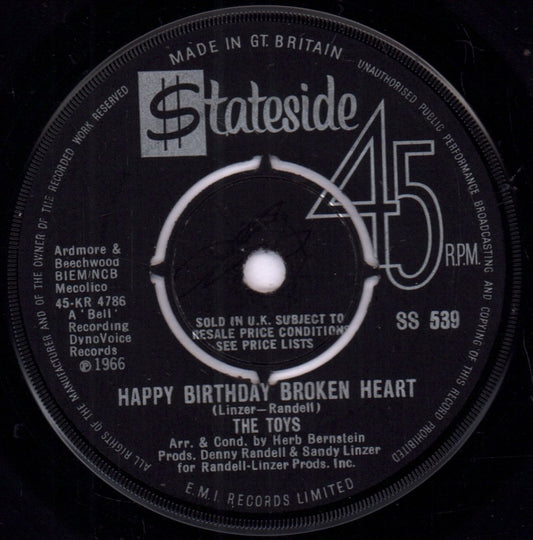 MADE IN GT. BRITAIN
UNAUTHORISED PUBLIC PERFORMANCE BROADCASTING AND COPYING OF THIS RECORD PROHIBITED
ALL RIGHTS OF THE MANUFACTURER AND OF THE OWNER OF THE RECORDED WORK RESERVED
$tateside
45 R.P.M.
Ardmore &
Beechwood
BIEM/NCB
Mecolico
45-KR 4786
A 'Bell'
Recording
DynoVoice
Records
℗ 1966
SS 539
SOLD IN U.K. SUBJECT TO
RESALE PRICE CONDITIONS
SEE PRICE LISTS
HAPPY BIRTHDAY BROKEN HEART
(Linzer—Randell)
THE TOYS
Arr. & Cond. by Herb Bernstein
Prods. Denny Randell & Sandy Linzer
for Randell-Linzer Prods. Inc.
E.M.I. RECORDS LIMITED